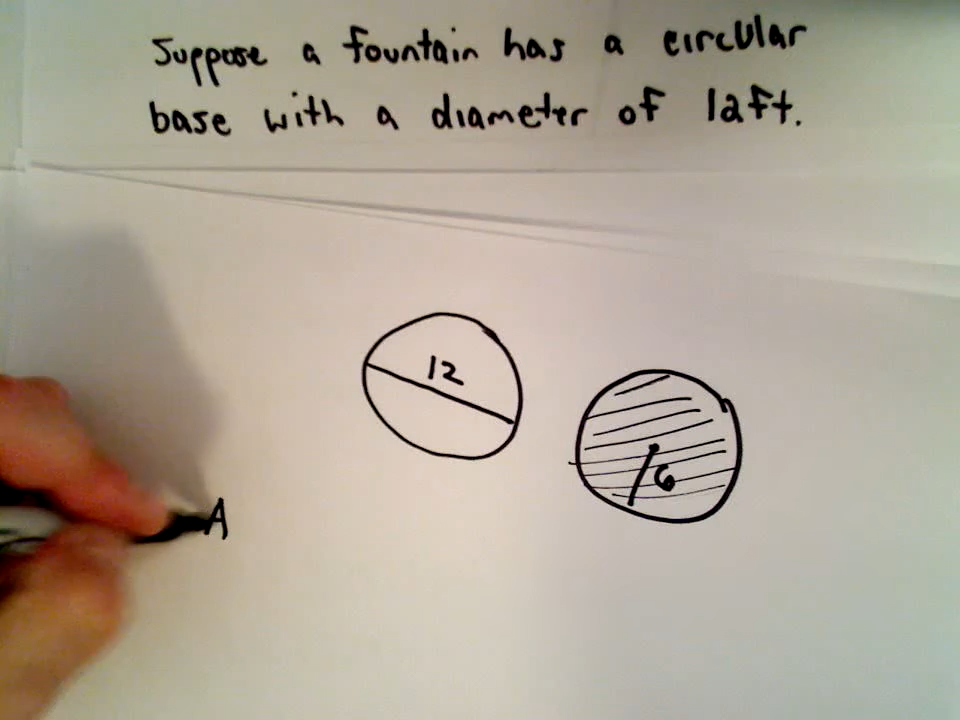 Suppose a fountain has a circular
base with a diameter of 12ft.
12
6
A